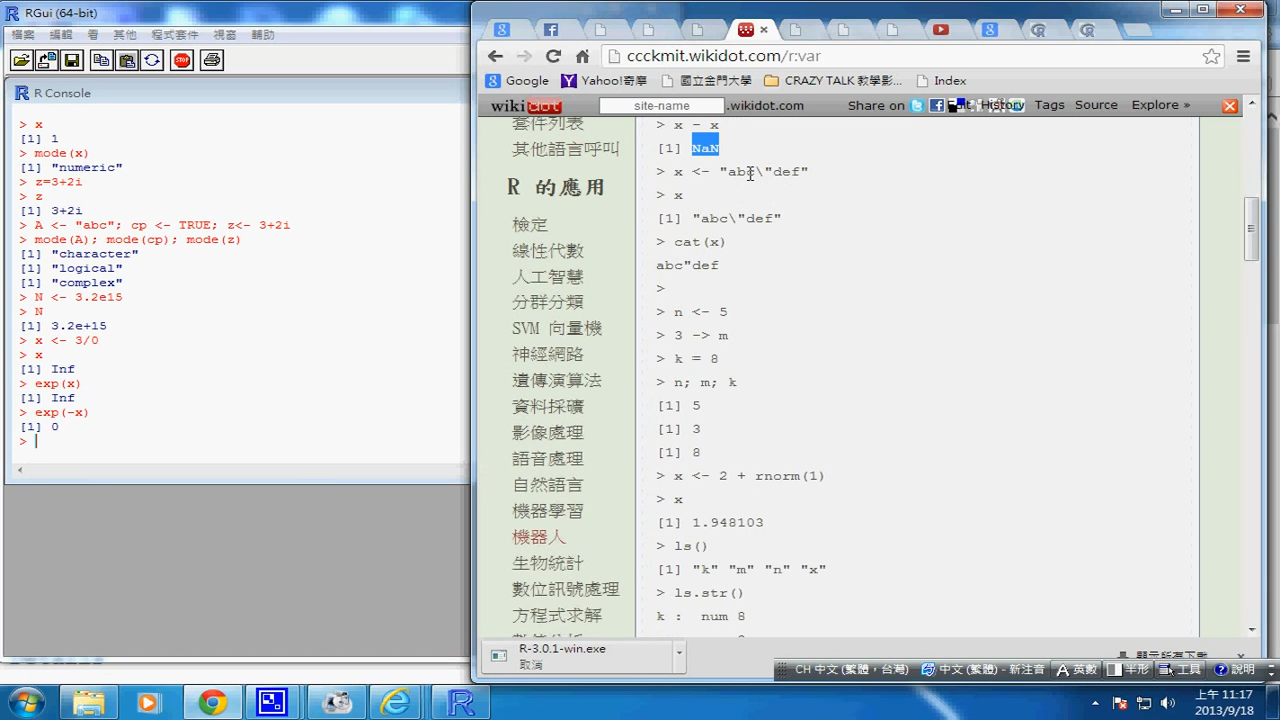 RGui (64-bit)
檔案 編輯 看 其他 程式套件 視窗 輔助
STOP
R Console
> x
[1] 1
> mode(x)
[1] "numeric"
> z=3+2i
> z
[1] 3+2i
> A <- "abc"; cp <- TRUE; z<- 3+2i
> mode(A); mode(cp); mode(z)
[1] "character"
[1] "logical"
[1] "complex"
> N <- 3.2e15
> N
[1] 3.2e+15
> x <- 3/0
> x
[1] Inf
> exp(x)
[1] Inf
> exp(-x)
[1] 0
>
ccckmit.wikidot.com/r:var
Google Yahoo!奇摩 國立金門大學 CRAZY TALK 教學影... Index
wikidot site-name .wikidot.com Share on Edit History Tags Source Explore »
套件列表
其他語言呼叫
R 的應用
檢定
線性代數
人工智慧
分群分類
SVM 向量機
神經網路
遺傳演算法
資料採礦
影像處理
語音處理
自然語言
機器學習
機器人
生物統計
數位訊號處理
方程式求解
> x - x
[1] NaN
> x <- "abc\"def"
> x
[1] "abc\"def"
> cat(x)
abc"def
>
> n <- 5
> 3 -> m
> k = 8
> n; m; k
[1] 5
[1] 3
[1] 8
> x <- 2 + rnorm(1)
> x
[1] 1.948103
> ls()
[1] "k" "m" "n" "x"
> ls.str()
k : num 8
R-3.0.1-win.exe
取消
顯示所有下載
CH 中文 (繁體，台灣) 中文 (繁體) - 新注音 A 英數 半形 工具 說明
上午 11:17
2013/9/18